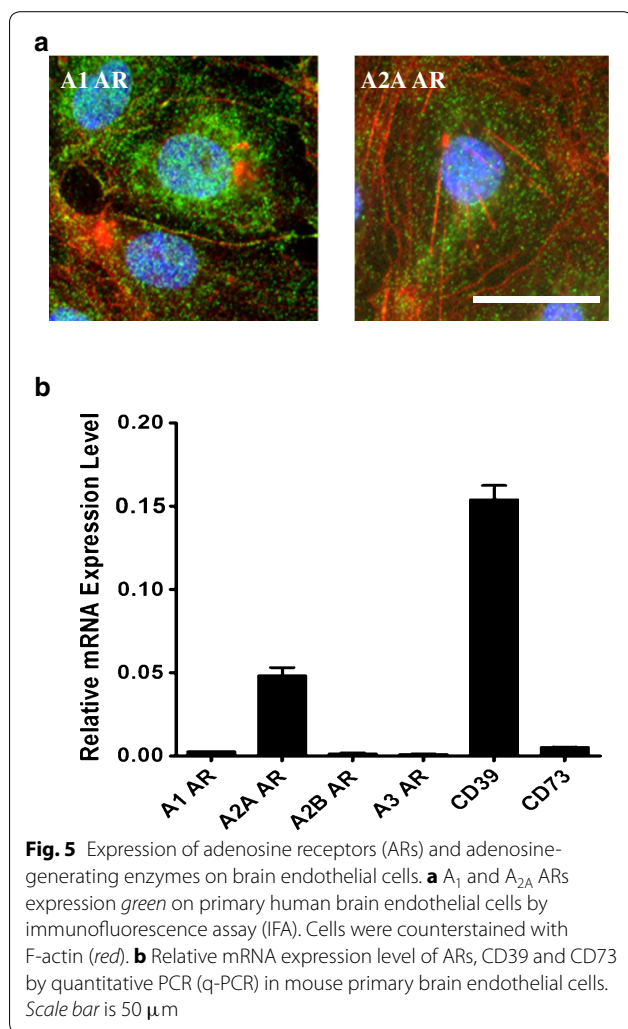 a
A1 AR
A2A AR
b
Relative mRNA Expression Level
0.20
0.15
0.10
0.05
0.00
A1 AR
A2A AR
A2B AR
A3 AR
CD39
CD73
Fig. 5 Expression of adenosine receptors (ARs) and adenosine-
generating enzymes on brain endothelial cells. a A₁ and A₂A ARs
expression green on primary human brain endothelial cells by
immunofluorescence assay (IFA). Cells were counterstained with
F-actin (red). b Relative mRNA expression level of ARs, CD39 and CD73
by quantitative PCR (q-PCR) in mouse primary brain endothelial cells.
Scale bar is 50 μm